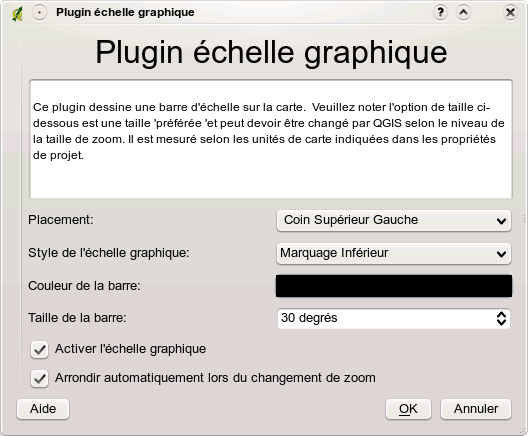 Plugin échelle graphique
?
Plugin échelle graphique
Ce plugin dessine une barre d'échelle sur la carte. Veuillez noter l'option de taille ci-
dessous est une taille 'préférée 'et peut devoir être changé par QGIS selon le niveau de
la taille de zoom. Il est mesuré selon les unités de carte indiquées dans les propriétés
de projet.
Placement: Coin Supérieur Gauche
Style de l'échelle graphique: Marquage Inférieur
Couleur de la barre:
Taille de la barre: 30 degrés
Activer l'échelle graphique
Arrondir automatiquement lors du changement de zoom
Aide OK Annuler